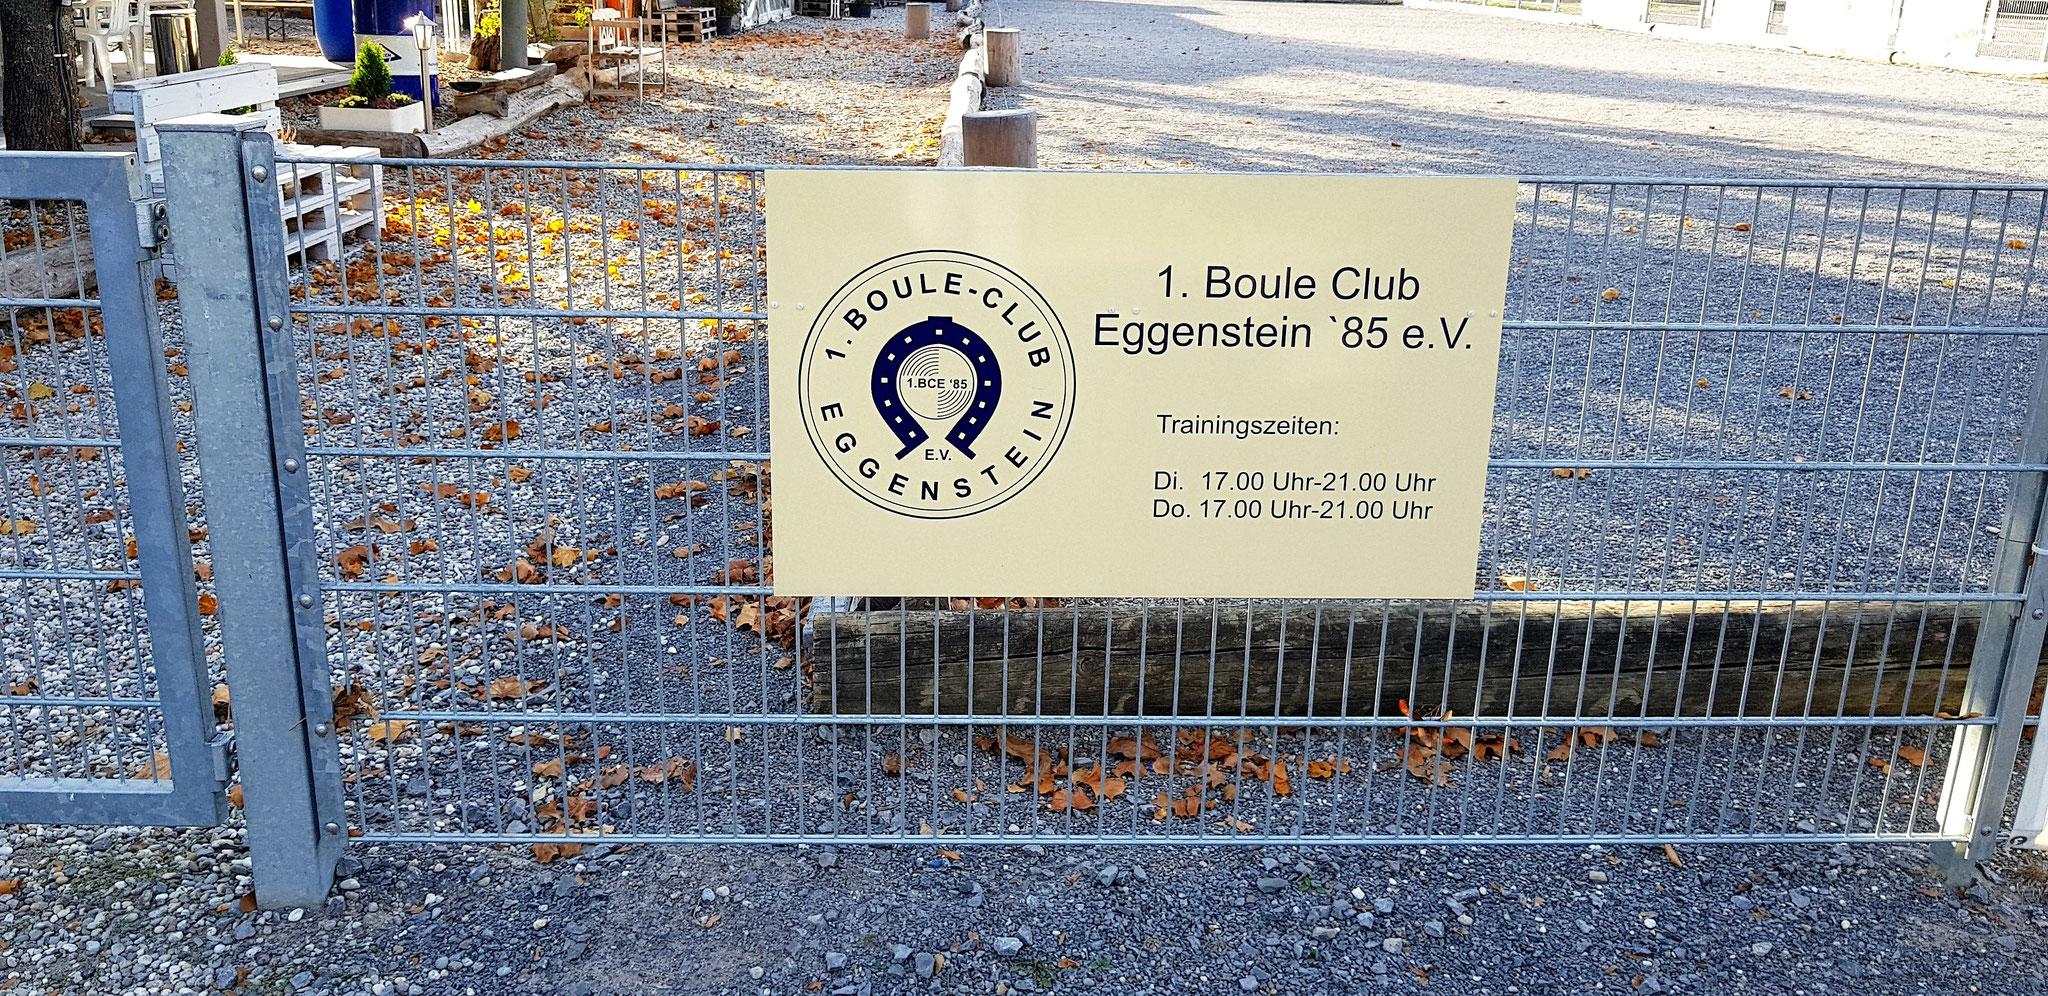 1.BOULE-CLUB
1.BCE '85
E.V.
EGGENSTEIN
1. Boule Club
Eggenstein `85 e.V.
Trainingszeiten:
Di. 17.00 Uhr-21.00 Uhr
Do. 17.00 Uhr-21.00 Uhr